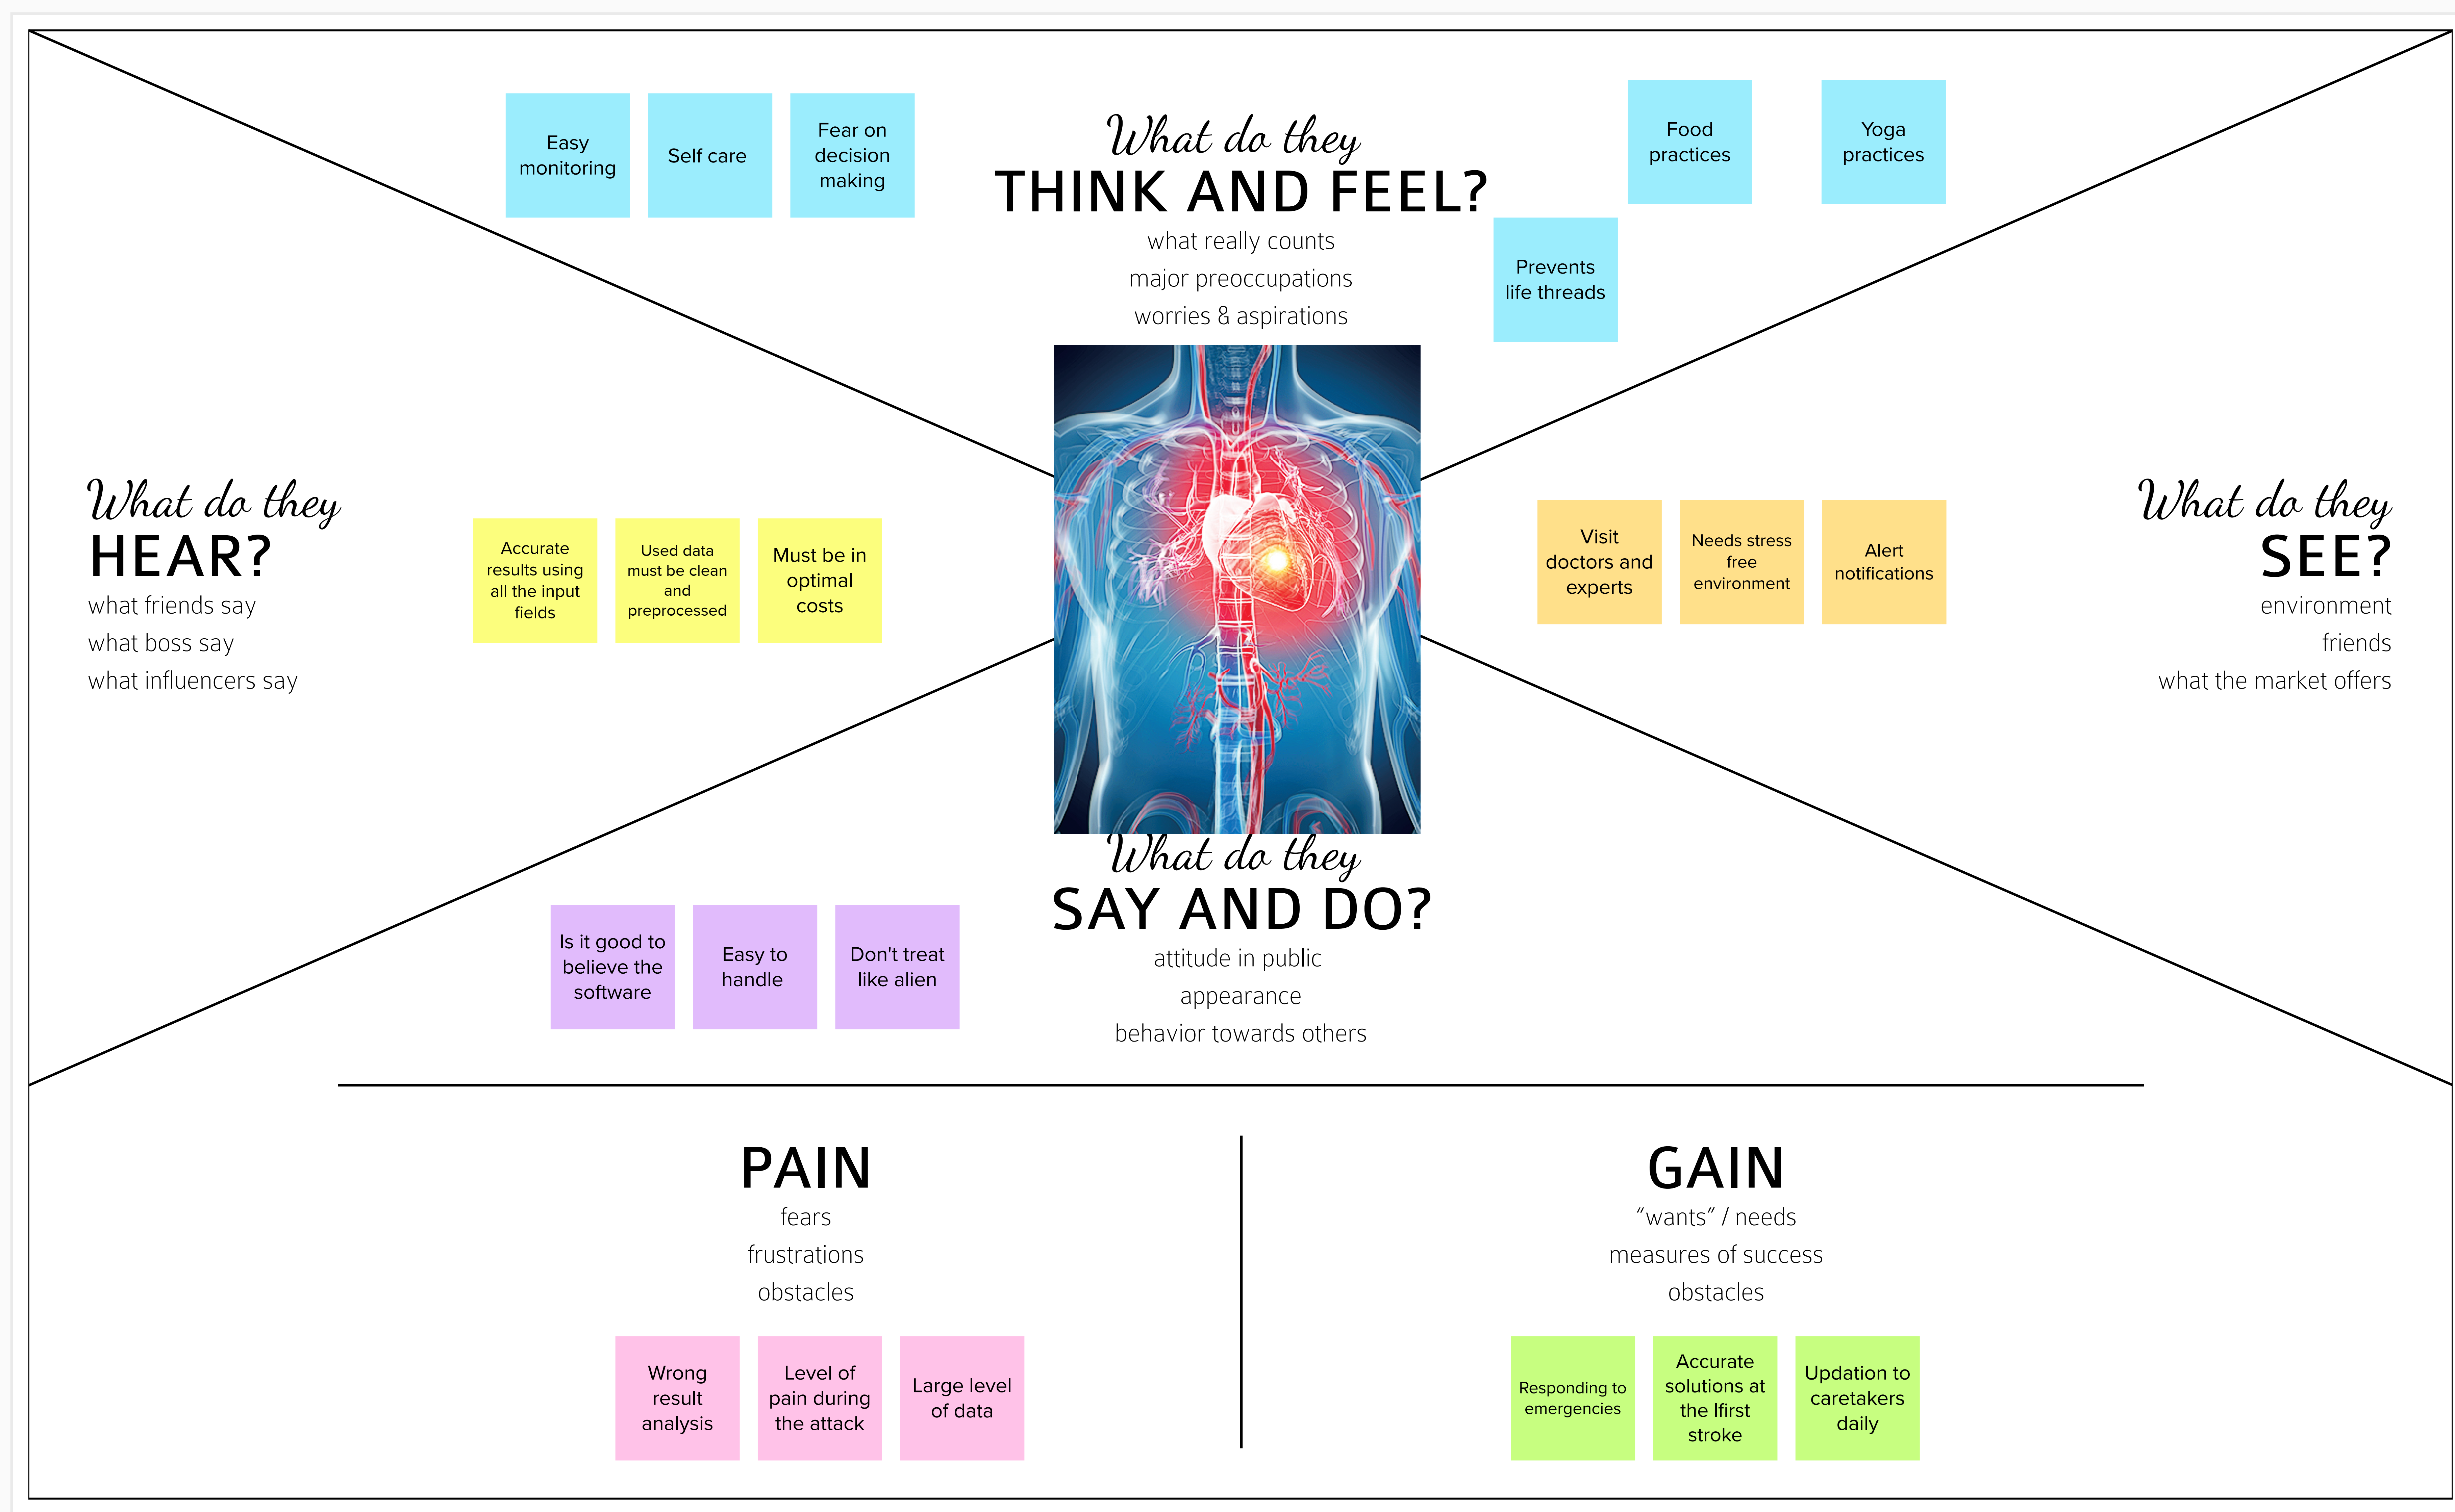 Easy
monitoring
Self care
Fear on
decision
making
What do they
THINK AND FEEL?
what really counts
major preoccupations
worries & aspirations
Food
practices
Yoga
practices
Prevents
life threads
What do they
HEAR?
what friends say
what boss say
what influencers say
Accurate
results using
all the input
fields
Used data
must be clean
and
preprocessed
Must be in
optimal
costs
Visit
doctors and
experts
Needs stress
free
environment
Alert
notifications
What do they
SEE?
environment
friends
what the market offers
What do they
SAY AND DO?
attitude in public
appearance
behavior towards others
Is it good to
believe the
software
Easy to
handle
Don't treat
like alien
PAIN
fears
frustrations
obstacles
Wrong
result
analysis
Level of
pain during
the attack
Large level
of data
GAIN
“wants” / needs
measures of success
obstacles
Responding to
emergencies
Accurate
solutions at
the lfirst
stroke
Updation to
caretakers
daily